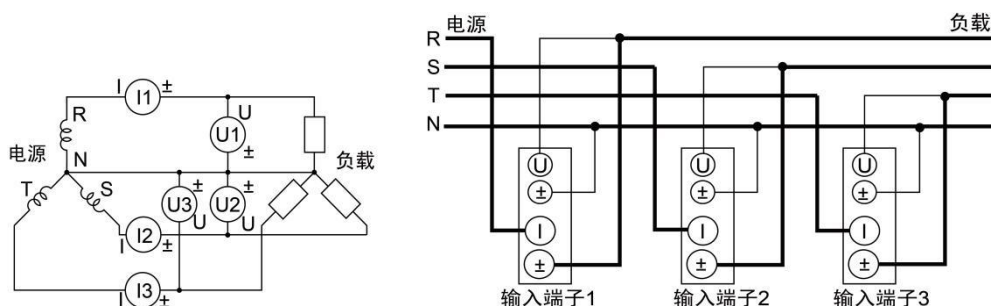 I I1 ±
R
U
U1
±
电源 N 负载
T S
± ±
U3 U2
U U
I I2 ±
I I3 ±
电源 负载
R
S
T
N
U U U
± ± ±
I I I
± ± ±
输入端子1 输入端子2 输入端子3